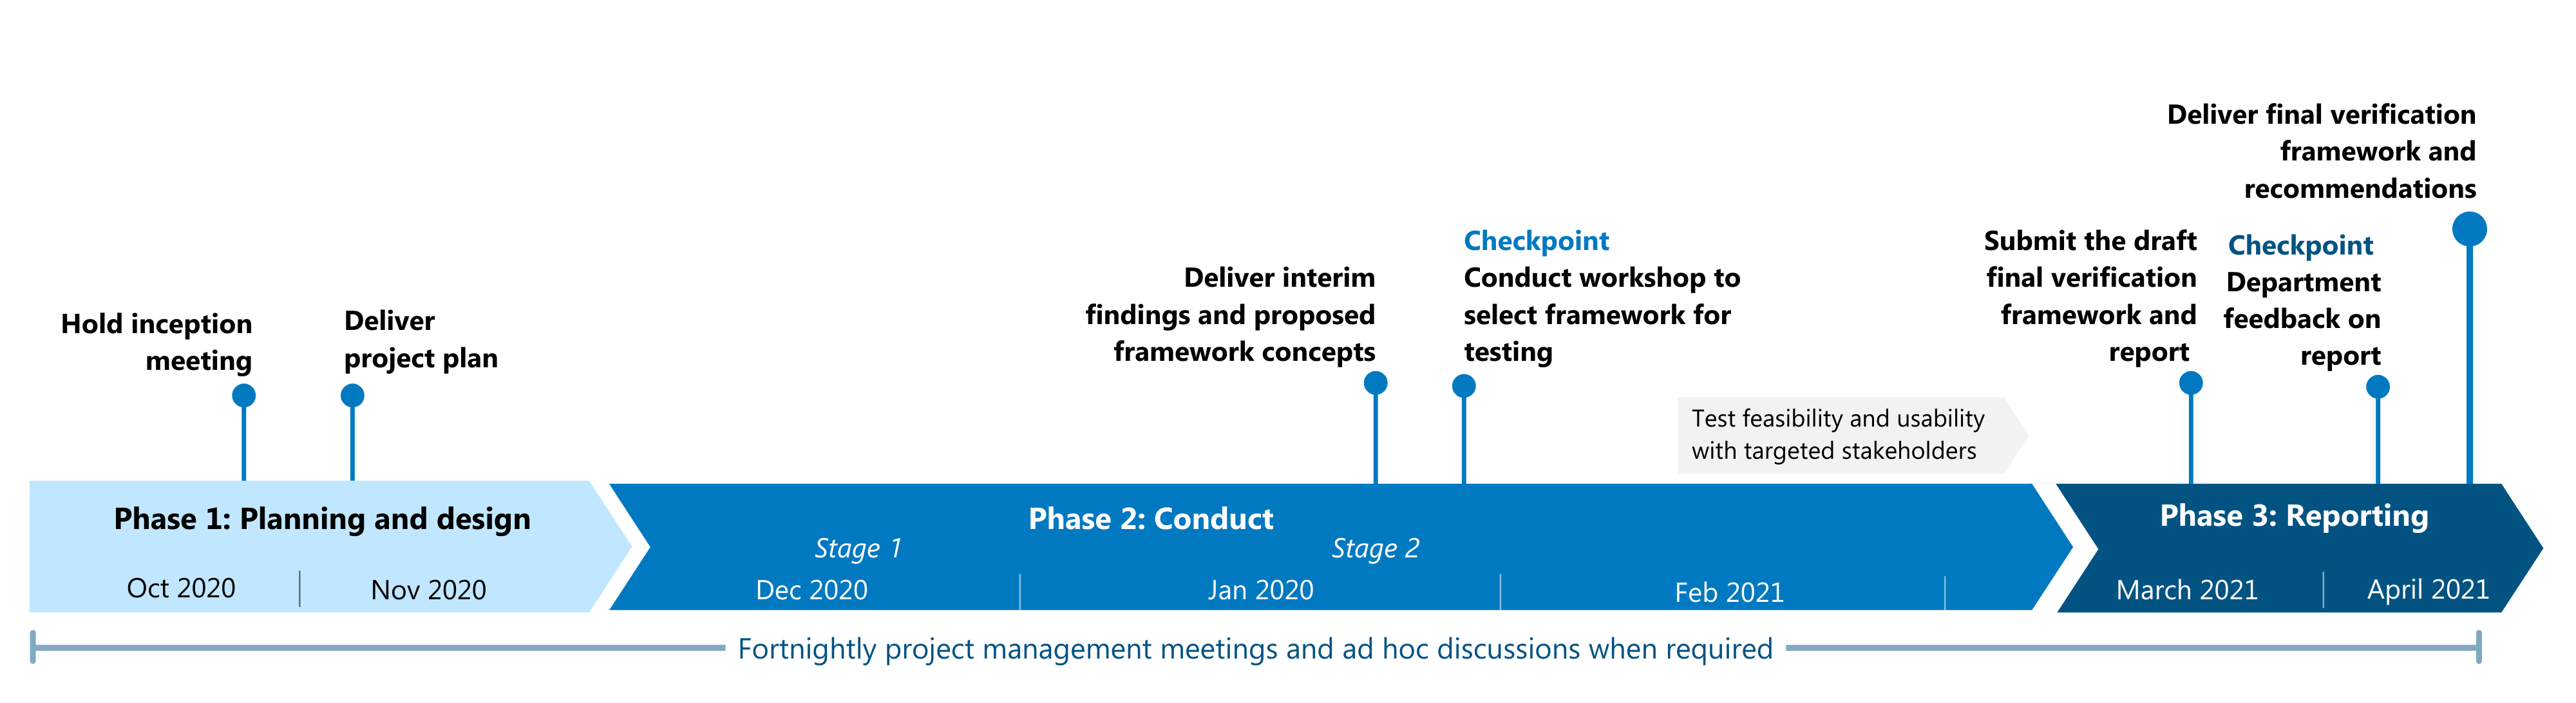 Deliver final verification
framework and
recommendations
Hold inception
meeting
Deliver
project plan
Deliver interim
findings and proposed
framework concepts
Checkpoint
Conduct workshop to
select framework for
testing
Test feasibility and usability
with targeted stakeholders
Submit the draft
final verification
framework and
report
Checkpoint
Department
feedback on
report
Phase 1: Planning and design
Oct 2020
Nov 2020
Phase 2: Conduct
Stage 1
Stage 2
Dec 2020
Jan 2020
Feb 2021
Phase 3: Reporting
March 2021
April 2021
Fortnightly project management meetings and ad hoc discussions when required